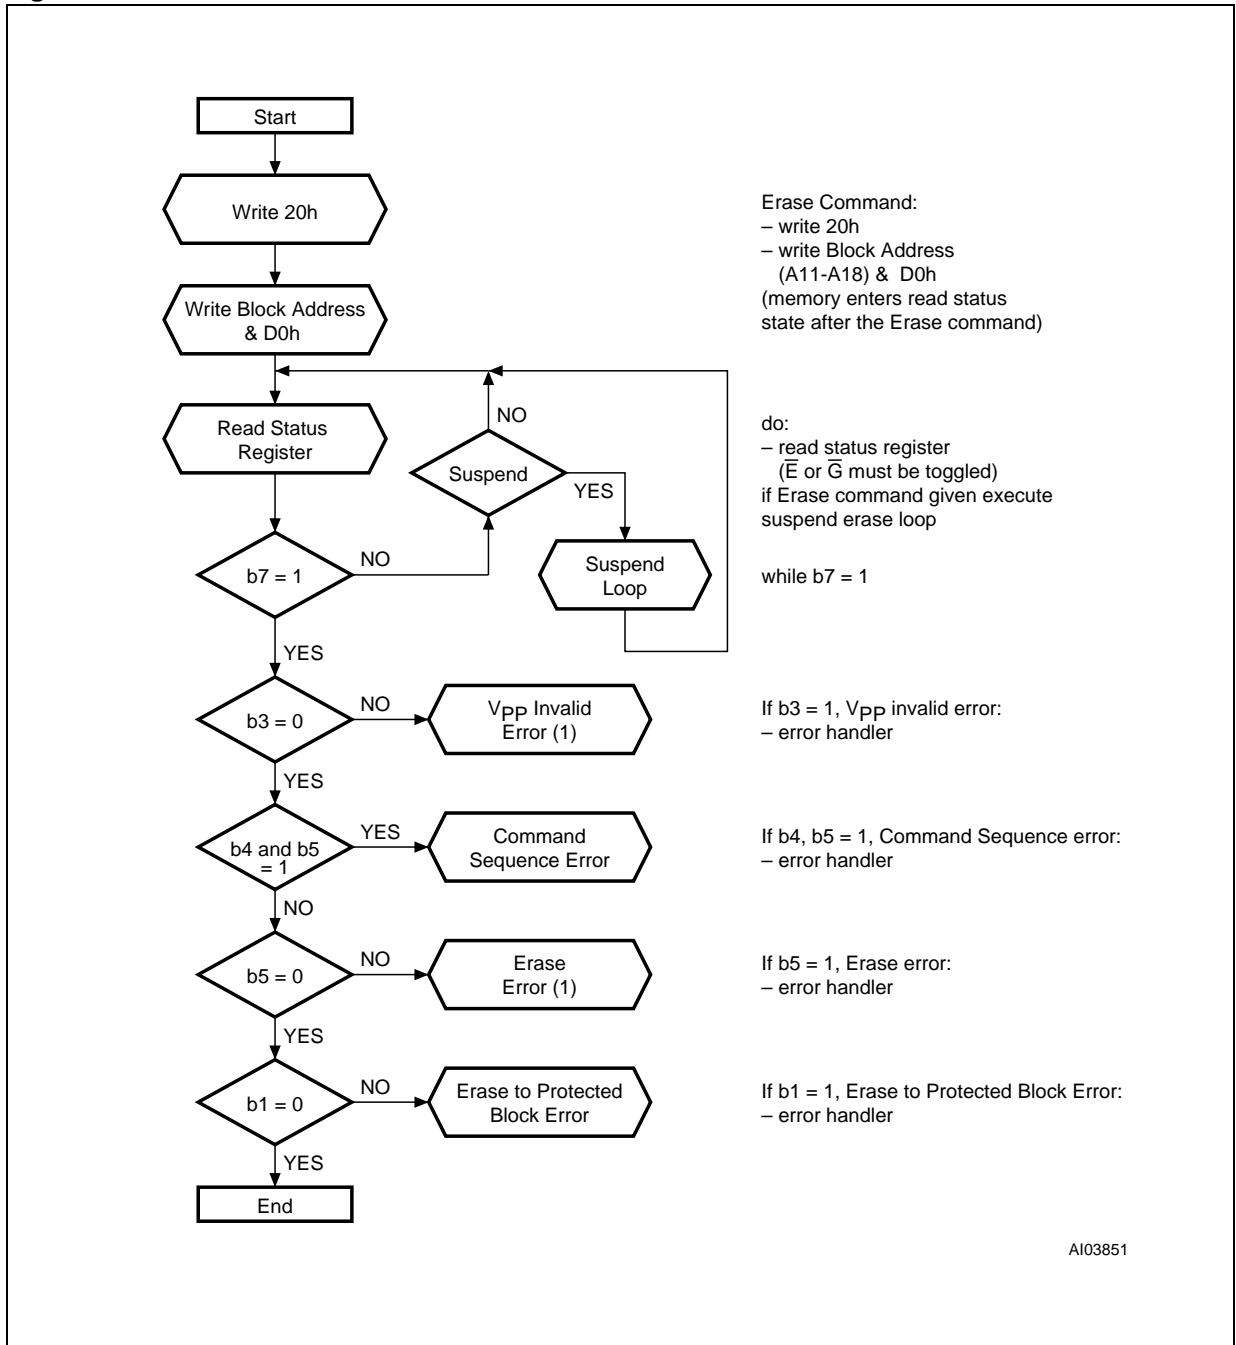 Start
Write 20h
Write Block Address
& D0h
Read Status
Register
NO
Suspend
YES
Suspend
Loop
b7 = 1
NO
YES
b3 = 0
NO
VPP Invalid
Error (1)
YES
b4 and b5
= 1
YES
Command
Sequence Error
NO
b5 = 0
NO
Erase
Error (1)
YES
b1 = 0
NO
Erase to Protected
Block Error
YES
End
Erase Command:
– write 20h
– write Block Address
(A11-A18) & D0h
(memory enters read status
state after the Erase command)
do:
– read status register
(E̅ or G̅ must be toggled)
if Erase command given execute
suspend erase loop
while b7 = 1
If b3 = 1, VPP invalid error:
– error handler
If b4, b5 = 1, Command Sequence error:
– error handler
If b5 = 1, Erase error:
– error handler
If b1 = 1, Erase to Protected Block Error:
– error handler
AI03851